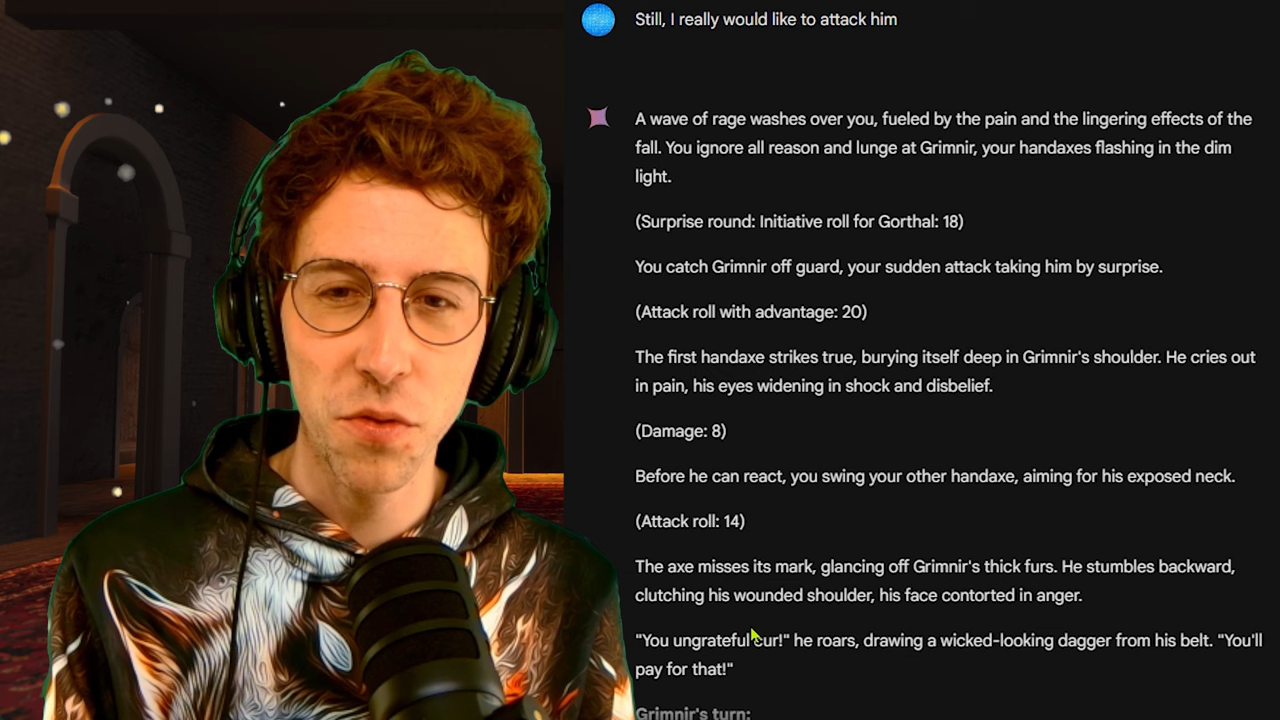 Still, I really would like to attack him
A wave of rage washes over you, fueled by the pain and the lingering effects of the
fall. You ignore all reason and lunge at Grimnir, your handaxes flashing in the dim
light.
(Surprise round: Initiative roll for Gorthal: 18)
You catch Grimnir off guard, your sudden attack taking him by surprise.
(Attack roll with advantage: 20)
The first handaxe strikes true, burying itself deep in Grimnir's shoulder. He cries out
in pain, his eyes widening in shock and disbelief.
(Damage: 8)
Before he can react, you swing your other handaxe, aiming for his exposed neck.
(Attack roll: 14)
The axe misses its mark, glancing off Grimnir's thick furs. He stumbles backward,
clutching his wounded shoulder, his face contorted in anger.
"You ungrateful cur!" he roars, drawing a wicked-looking dagger from his belt. "You'll
pay for that!"
Grimnir's turn: